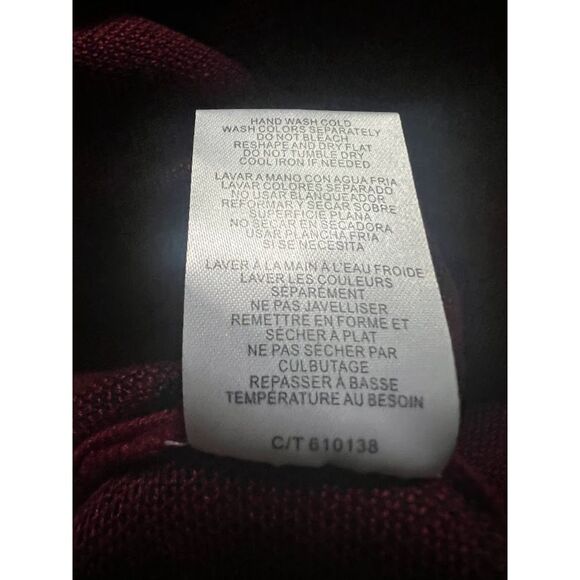 HAND WASH COLD
WASH COLORS SEPARATELY
DO NOT BLEACH
RESHAPE AND DRY FLAT
DO NOT TUMBLE DRY
COOL IRON IF NEEDED
LAVAR A MANO CON AGUA FRIA
LAVAR COLORES SEPARADO
NO USAR BLANQUEADOR
REFORMAR Y SECAR SOBRE
SUPERFICIE PLANA
NO SECAR EN SECADORA
USAR PLANCHA FRIA
SI SE NECESITA
LAVER À LA MAIN À L'EAU FROIDE
LAVER LES COULEURS
SÉPARÉMENT
NE PAS JAVELLISER
REMETTRE EN FORME ET
SÉCHER À PLAT
NE PAS SÉCHER PAR
CULBUTAGE
REPASSER À BASSE
TEMPÉRATURE AU BESOIN
C/T 610138